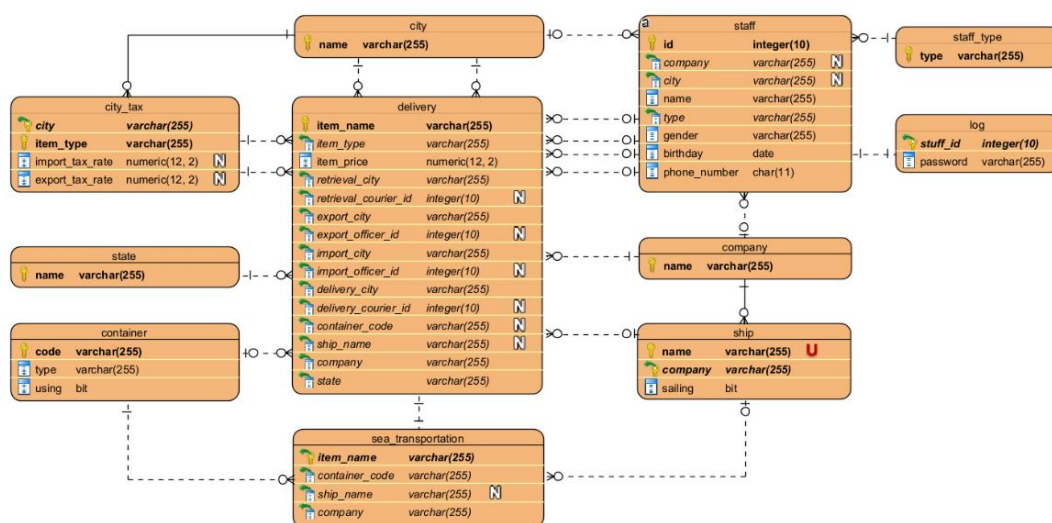 city
name varchar(255)
a
staff
id integer(10)
company varchar(255) N
city varchar(255) N
name varchar(255)
type varchar(255)
gender varchar(255)
birthday date
phone_number char(11)
staff_type
type varchar(255)
log
stuff_id integer(10)
password varchar(255)
city_tax
city varchar(255)
item_type varchar(255)
import_tax_rate numeric(12, 2) N
export_tax_rate numeric(12, 2) N
delivery
item_name varchar(255)
item_type varchar(255)
item_price numeric(12, 2)
retrieval_city varchar(255)
retrieval_courier_id integer(10) N
export_city varchar(255)
export_officer_id integer(10) N
import_city varchar(255)
import_officer_id integer(10) N
delivery_city varchar(255)
delivery_courier_id integer(10) N
container_code varchar(255) N
ship_name varchar(255) N
company varchar(255)
state varchar(255)
state
name varchar(255)
company
name varchar(255)
container
code varchar(255)
type varchar(255)
using bit
ship
name varchar(255) U
company varchar(255)
sailing bit
sea_transportation
item_name varchar(255)
container_code varchar(255)
ship_name varchar(255) N
company varchar(255)